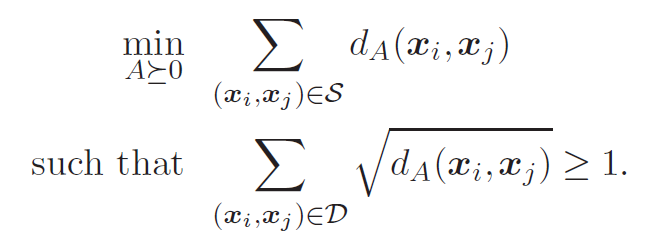 min_{A⪰0} ∑_{(x_i,x_j)∈S} d_A(x_i, x_j)
such that ∑_{(x_i,x_j)∈D} √d_A(x_i, x_j) ≥ 1.